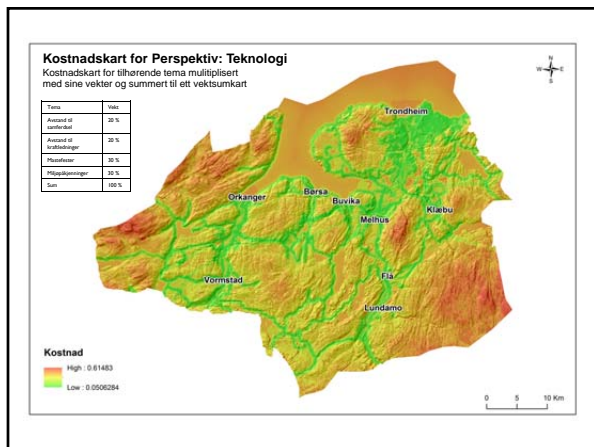 Kostnadskart for Perspektiv: Teknologi
Kostnadskart for tilhørende tema mulitiplisert
med sine vekter og summert til ett vektsumkart
Tema Vekt
Avstand til
samferdsel 20 %
Avstand til
kraftledninger 20 %
Mastefester 30 %
Miljøpåkjenninger 30 %
Sum 100 %
N
W E
S
Trondheim
Orkanger
Børsa
Buvika
Melhus
Klæbu
Vormstad
Flå
Lundamo
Kostnad
High : 0.61483
Low : 0.0506284
0 5 10 Km